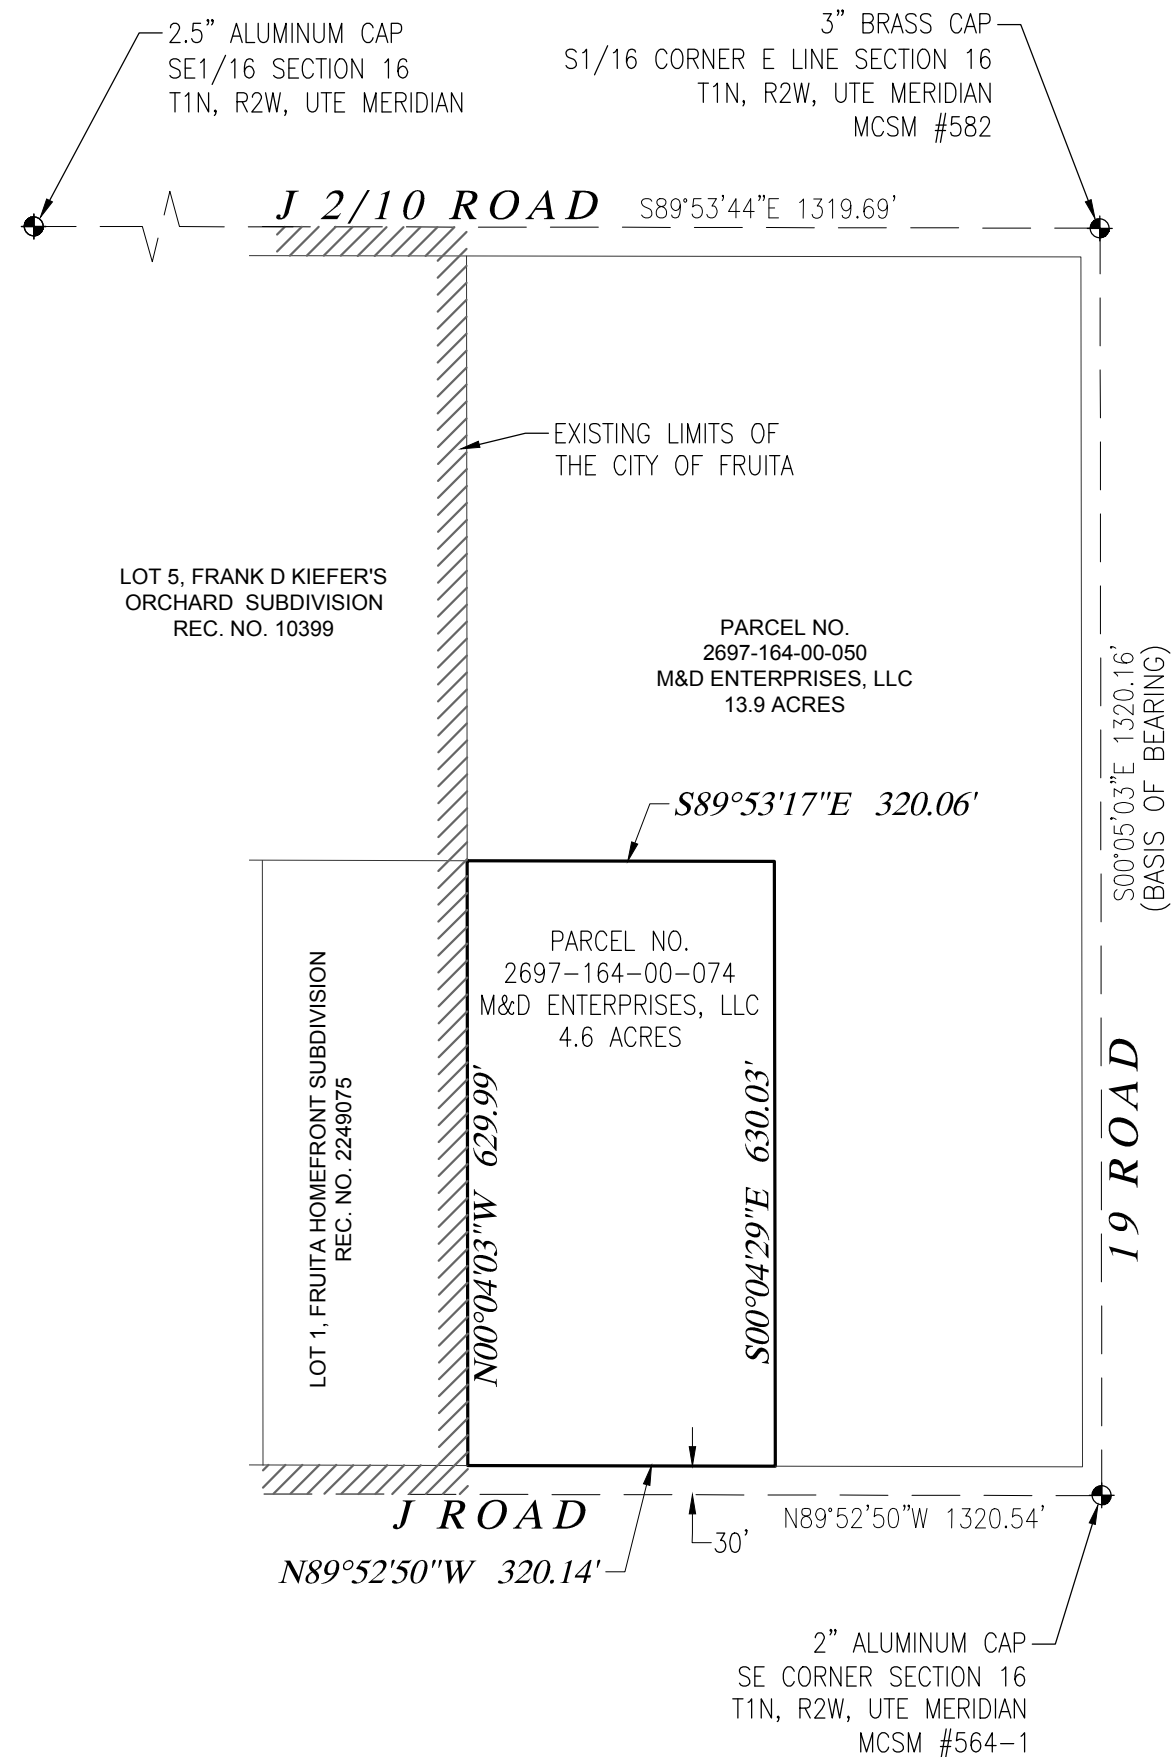 2.5” ALUMINUM CAP
SE1/16 SECTION 16
T1N, R2W, UTE MERIDIAN
3” BRASS CAP
S1/16 CORNER E LINE SECTION 16
T1N, R2W, UTE MERIDIAN
MCSM #582
J 2/10 ROAD
S89°53’44”E 1319.69’
EXISTING LIMITS OF
THE CITY OF FRUITA
LOT 5, FRANK D KIEFER'S
ORCHARD SUBDIVISION
REC. NO. 10399
PARCEL NO.
2697-164-00-050
M&D ENTERPRISES, LLC
13.9 ACRES
S00°05’03”E 1320.16’
(BASIS OF BEARING)
S89°53'17"E 320.06'
PARCEL NO.
2697-164-00-074
M&D ENTERPRISES, LLC
4.6 ACRES
LOT 1, FRUITA HOMEFRONT SUBDIVISION
REC. NO. 2249075
N00°04'03"W 629.99'
S00°04'29"E 630.03'
19 ROAD
J ROAD
N89°52’50”W 1320.54’
30’
N89°52'50"W 320.14'
2” ALUMINUM CAP
SE CORNER SECTION 16
T1N, R2W, UTE MERIDIAN
MCSM #564-1